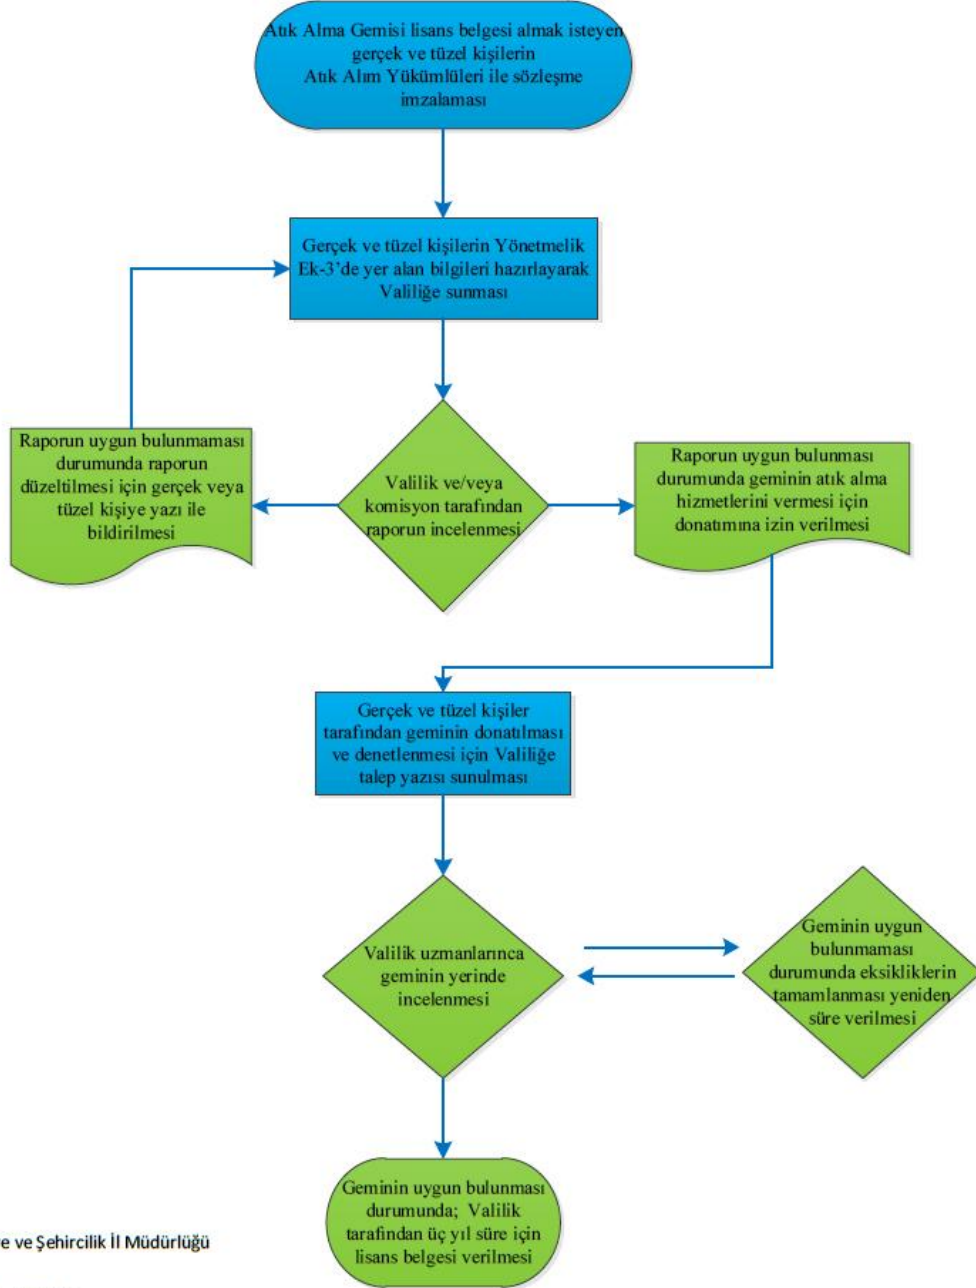 Atık Alma Gemisi lisans belgesi almak isteyen
gerçek ve tüzel kişilerin
Atık Alım Yükümlüleri ile sözleşme
imzalaması
Gerçek ve tüzel kişilerin Yönetmelik
Ek-3’de yer alan bilgileri hazırlayarak
Valiliğe sunması
Raporun uygun bulunmaması
durumunda raporun
düzeltilmesi için gerçek veya
tüzel kişiye yazı ile
bildirilmesi
Valilik ve/veya
komisyon tarafından
raporun incelenmesi
Raporun uygun bulunması
durumunda geminin atık alma
hizmetlerini vermesi için
donatımına izin verilmesi
Gerçek ve tüzel kişiler
tarafından geminin donatılması
ve denetlenmesi için Valiliğe
talep yazısı sunulması
Valilik uzmanlarınca
geminin yerinde
incelenmesi
Geminin uygun
bulunmaması
durumunda eksikliklerin
tamamlanması yeniden
süre verilmesi
Geminin uygun bulunması
durumunda; Valilik
tarafından üç yıl süre için
lisans belgesi verilmesi
e ve Şehircilik İl Müdürlüğü